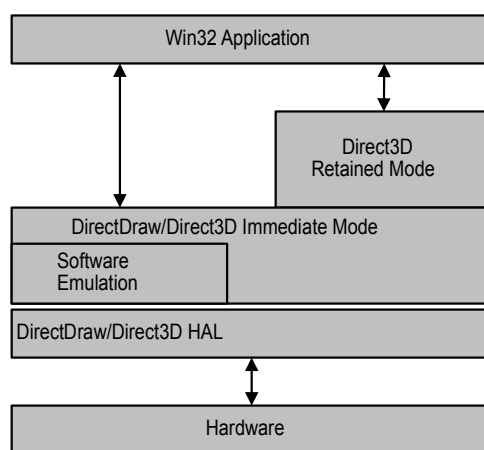 Win32 Application
Direct3D
Retained Mode
DirectDraw/Direct3D Immediate Mode
Software
Emulation
DirectDraw/Direct3D HAL
Hardware